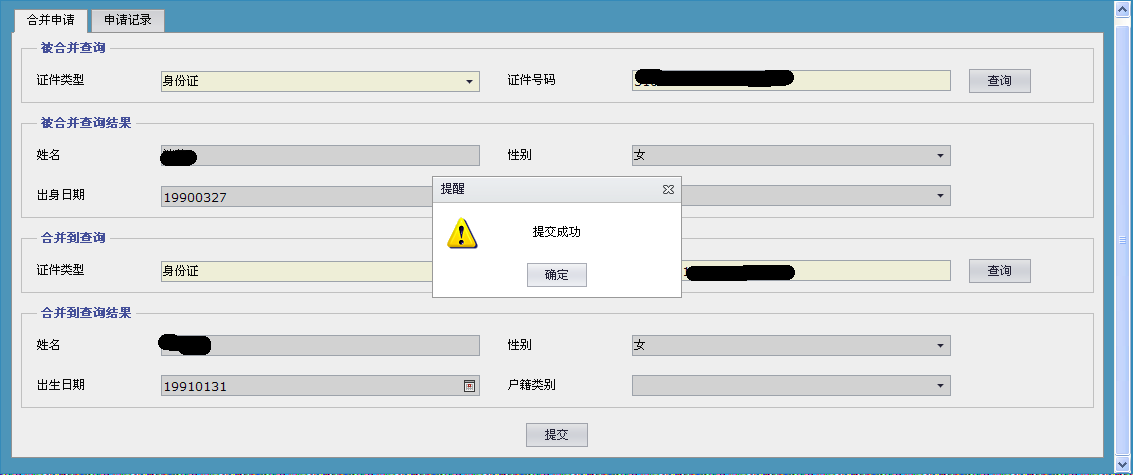 合并申请 申请记录
被合并查询
证件类型 身份证 证件号码 查询
被合并查询结果
姓名 性别 女
出身日期 19900327
提醒
提交成功
确定
合并到查询
证件类型 身份证 查询
合并到查询结果
姓名 性别 女
出生日期 19910131 户籍类别
提交